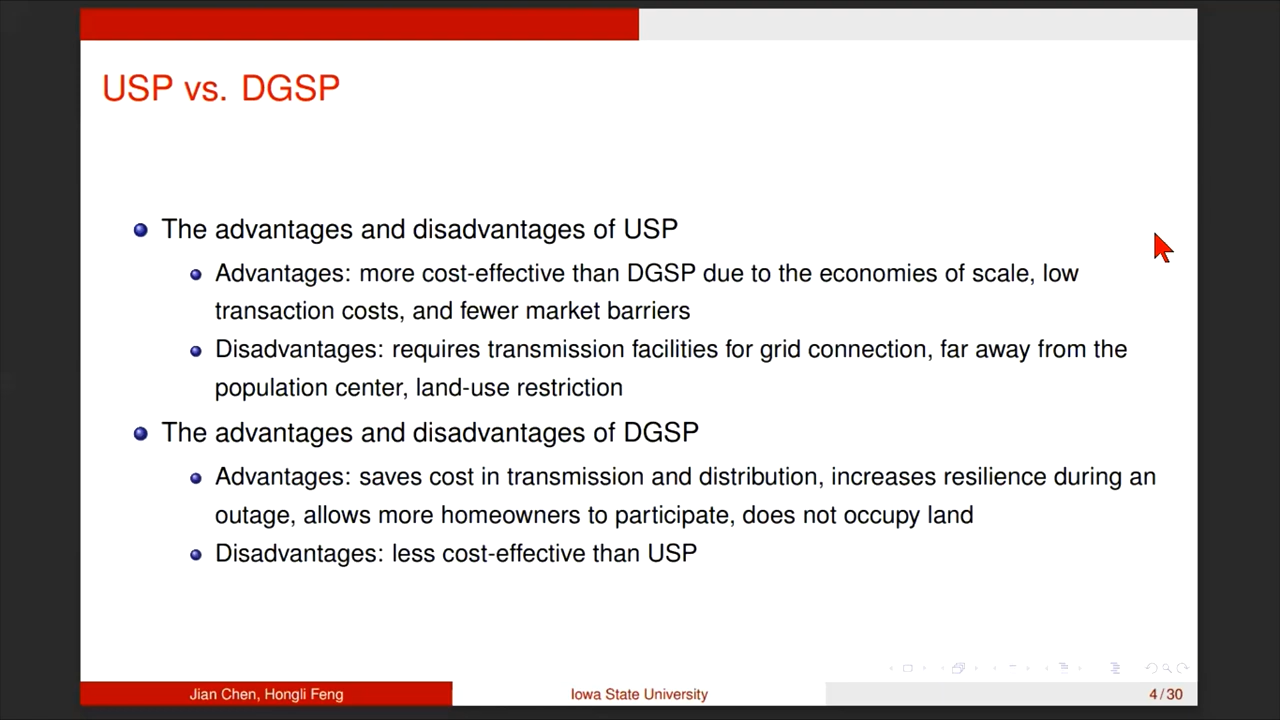 USP vs. DGSP
The advantages and disadvantages of USP
Advantages: more cost-effective than DGSP due to the economies of scale, low
transaction costs, and fewer market barriers
Disadvantages: requires transmission facilities for grid connection, far away from the
population center, land-use restriction
The advantages and disadvantages of DGSP
Advantages: saves cost in transmission and distribution, increases resilience during an
outage, allows more homeowners to participate, does not occupy land
Disadvantages: less cost-effective than USP
Jian Chen, Hongli Feng
Iowa State University
4 / 30